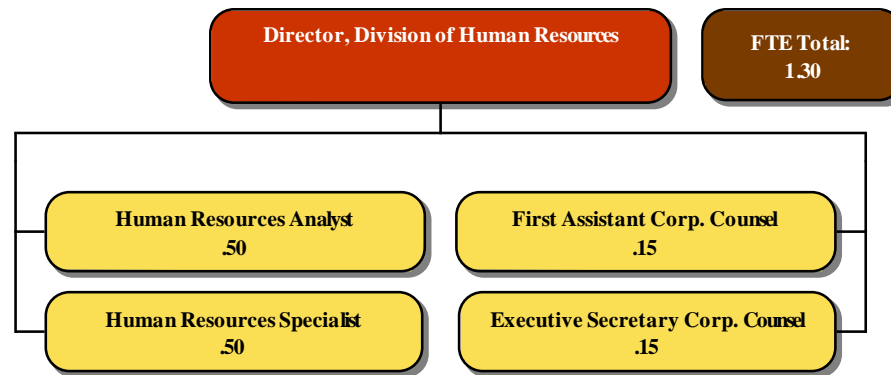 Director, Division of Human Resources
FTE Total:
1.30
Human Resources Analyst
.50
First Assistant Corp. Counsel
.15
Human Resources Specialist
.50
Executive Secretary Corp. Counsel
.15